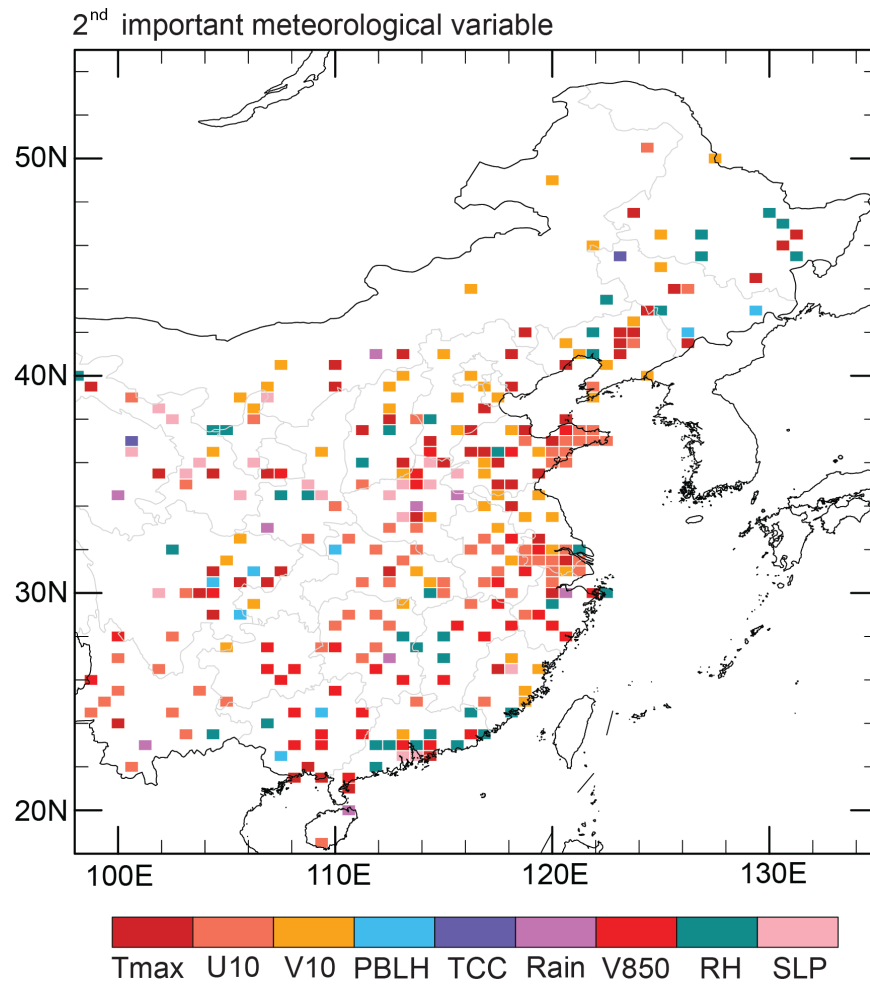 2nd important meteorological variable
50N
40N
30N
20N
100E 110E 120E 130E
Tmax U10 V10 PBLH TCC Rain V850 RH SLP